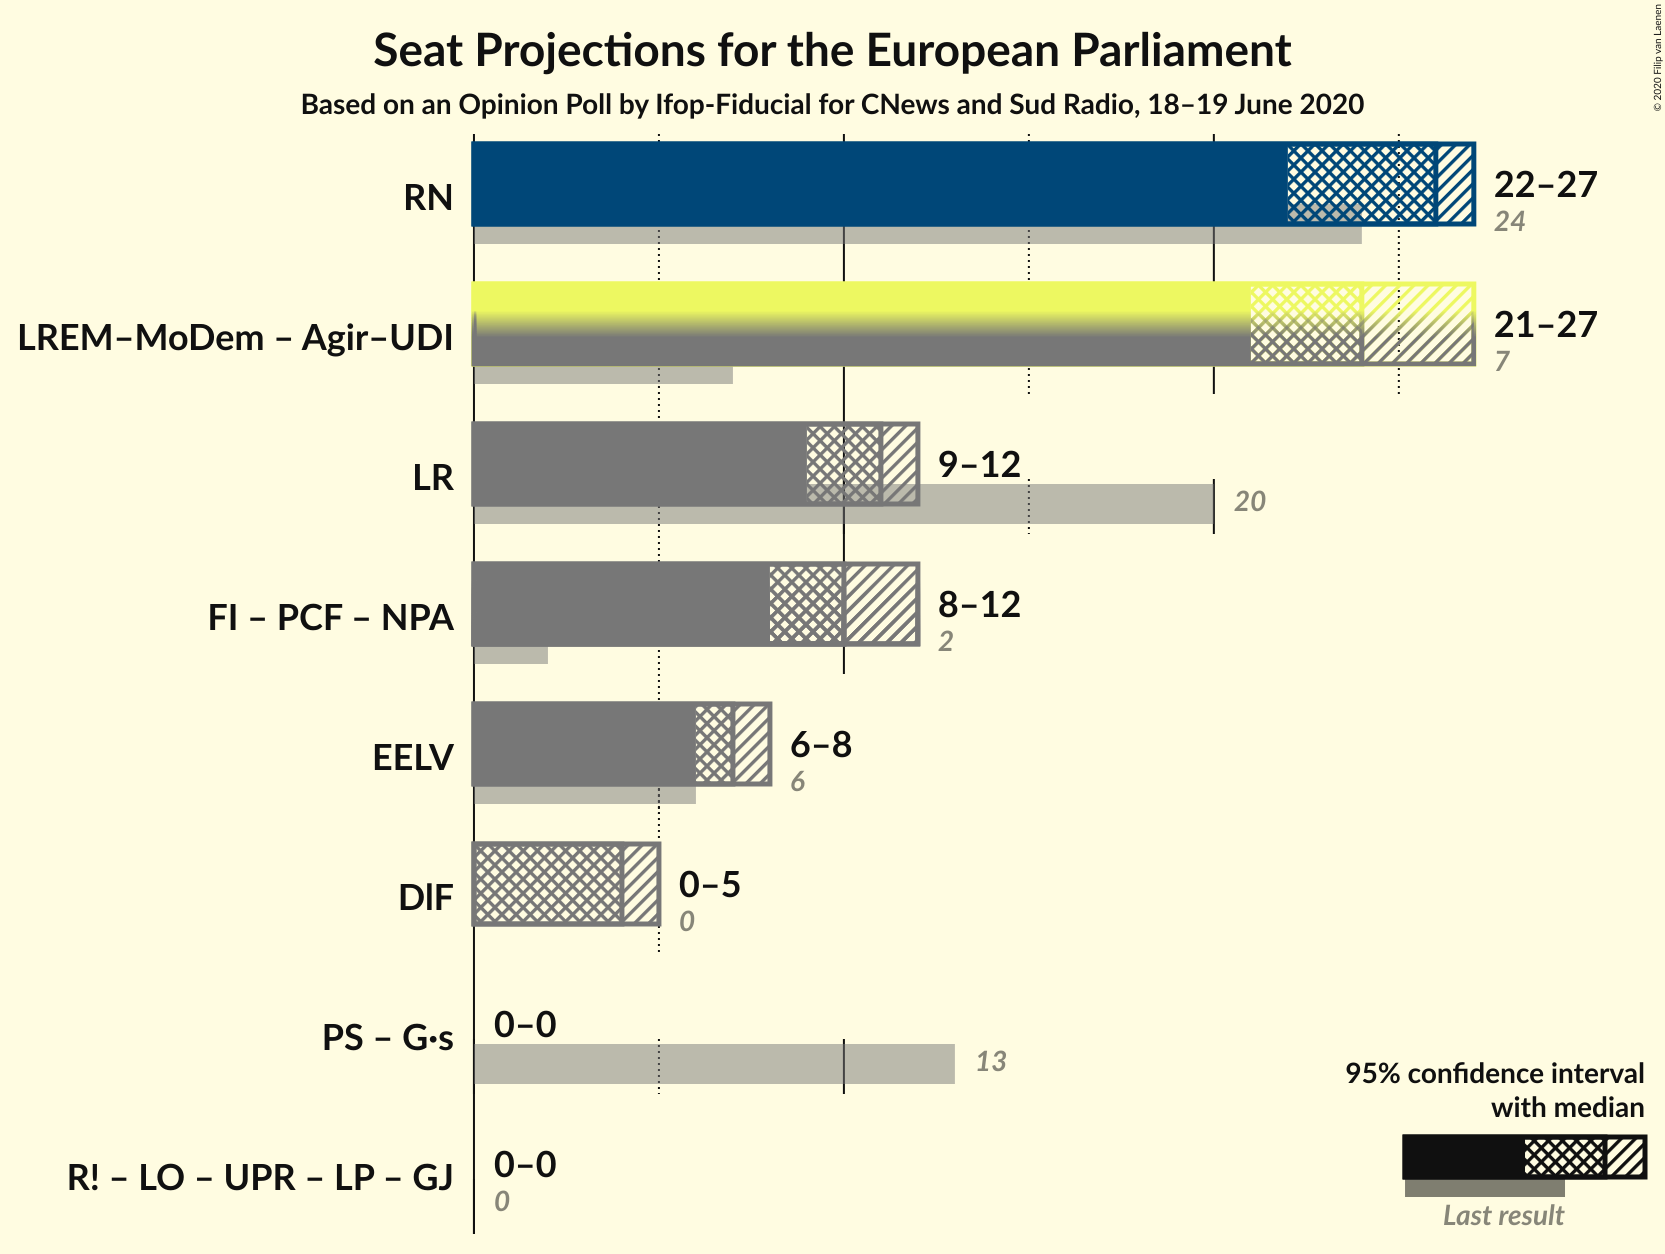 Seat Projections for the European Parliament
Based on an Opinion Poll by Ifop-Fiducial for CNews and Sud Radio, 18–19 June 2020
© 2020 Filip van Laenen
RN
22–27
24
LREM–MoDem – Agir–UDI
21–27
7
LR
9–12
20
FI – PCF – NPA
8–12
2
EELV
6–8
6
DlF
0–5
0
PS – G·s
0–0
13
R! – LO – UPR – LP – GJ
0–0
0
95% confidence interval
with median
Last result